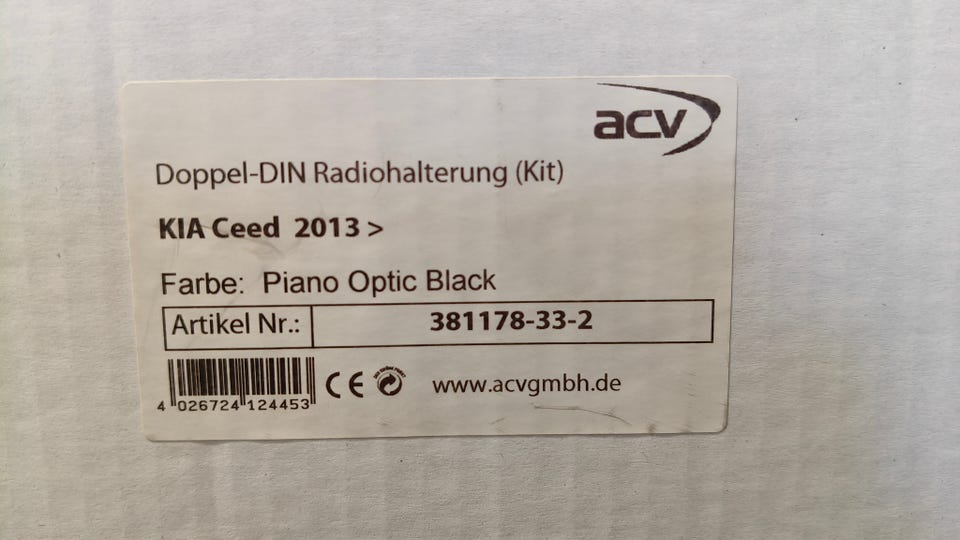 acv
Doppel-DIN Radiohalterung (Kit)
KIA Ceed 2013 >
Farbe: Piano Optic Black
Artikel Nr.: 381178-33-2
CE www.acvgmbh.de
4 026724 124453